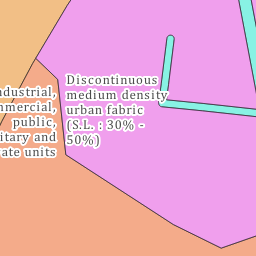 Discontinuous
medium density
urban fabric
(S.L. : 30% -
50%)
ndustrial,
mmercial,
public,
itary and
ate units